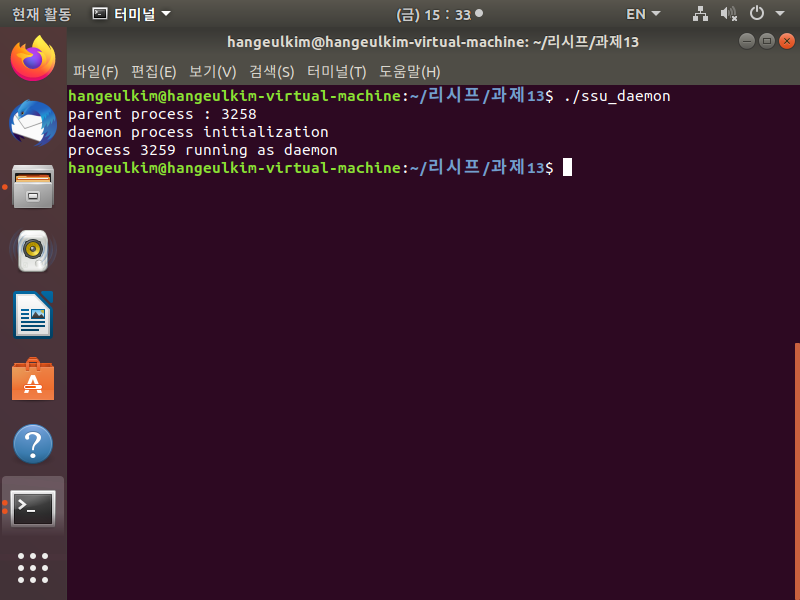 현재 활동 터미널 (금) 15 : 33 EN
hangeulkim@hangeulkim-virtual-machine: ~/리시프/과제13
파일(F) 편집(E) 보기(V) 검색(S) 터미널(T) 도움말(H)
hangeulkim@hangeulkim-virtual-machine:~/리시프/과제13$ ./ssu_daemon
parent process : 3258
daemon process initialization
process 3259 running as daemon
hangeulkim@hangeulkim-virtual-machine:~/리시프/과제13$